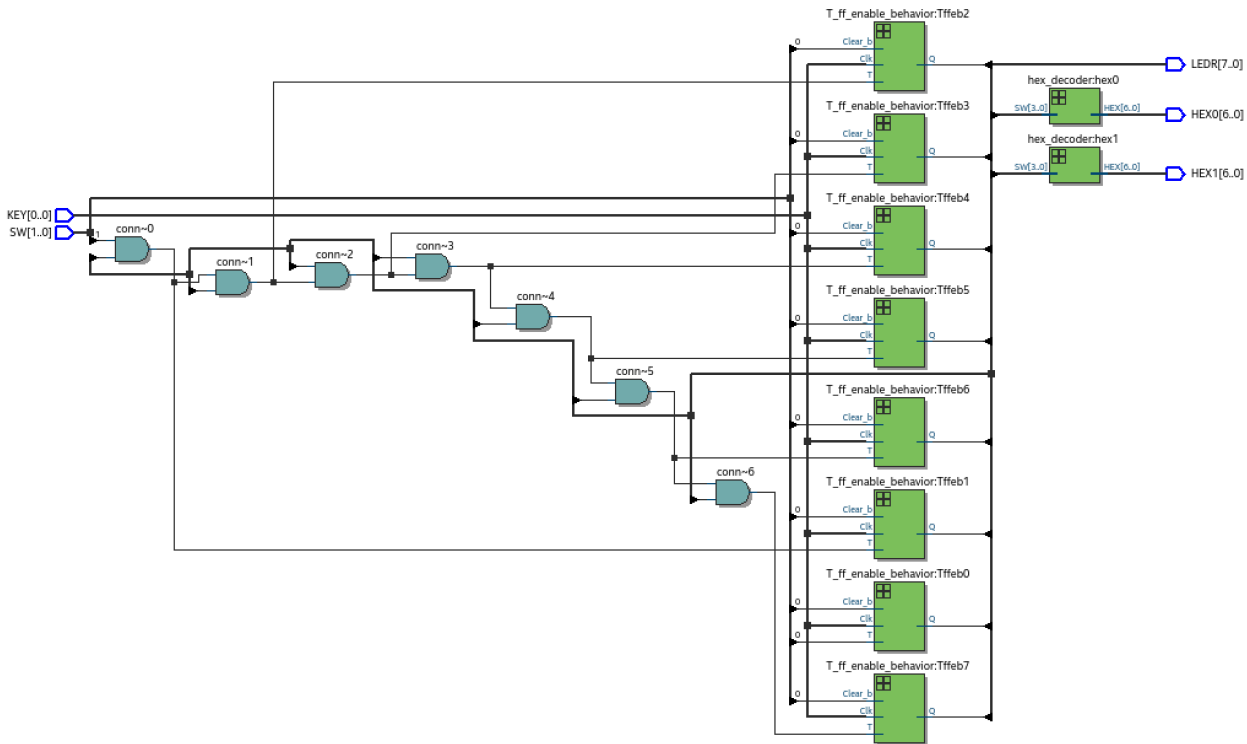 T_ff_enable_behavior:Tffeb2
0
Clear_b
Clk
T
Q
LEDR[7..0]
hex_decoder:hex0
SW[3..0]
HEX[6..0]
HEX0[6..0]
T_ff_enable_behavior:Tffeb3
0
Clear_b
Clk
T
Q
hex_decoder:hex1
SW[3..0]
HEX[6..0]
HEX1[6..0]
T_ff_enable_behavior:Tffeb4
0
Clear_b
Clk
T
Q
KEY[0..0]
SW[1..0]
1
conn~0
conn~1
conn~2
conn~3
T_ff_enable_behavior:Tffeb5
0
Clear_b
Clk
T
Q
conn~4
conn~5
T_ff_enable_behavior:Tffeb6
0
Clear_b
Clk
T
Q
conn~6
T_ff_enable_behavior:Tffeb1
0
Clear_b
Clk
T
Q
T_ff_enable_behavior:Tffeb0
0
Clear_b
Clk
0
T
Q
T_ff_enable_behavior:Tffeb7
0
Clear_b
Clk
T
Q